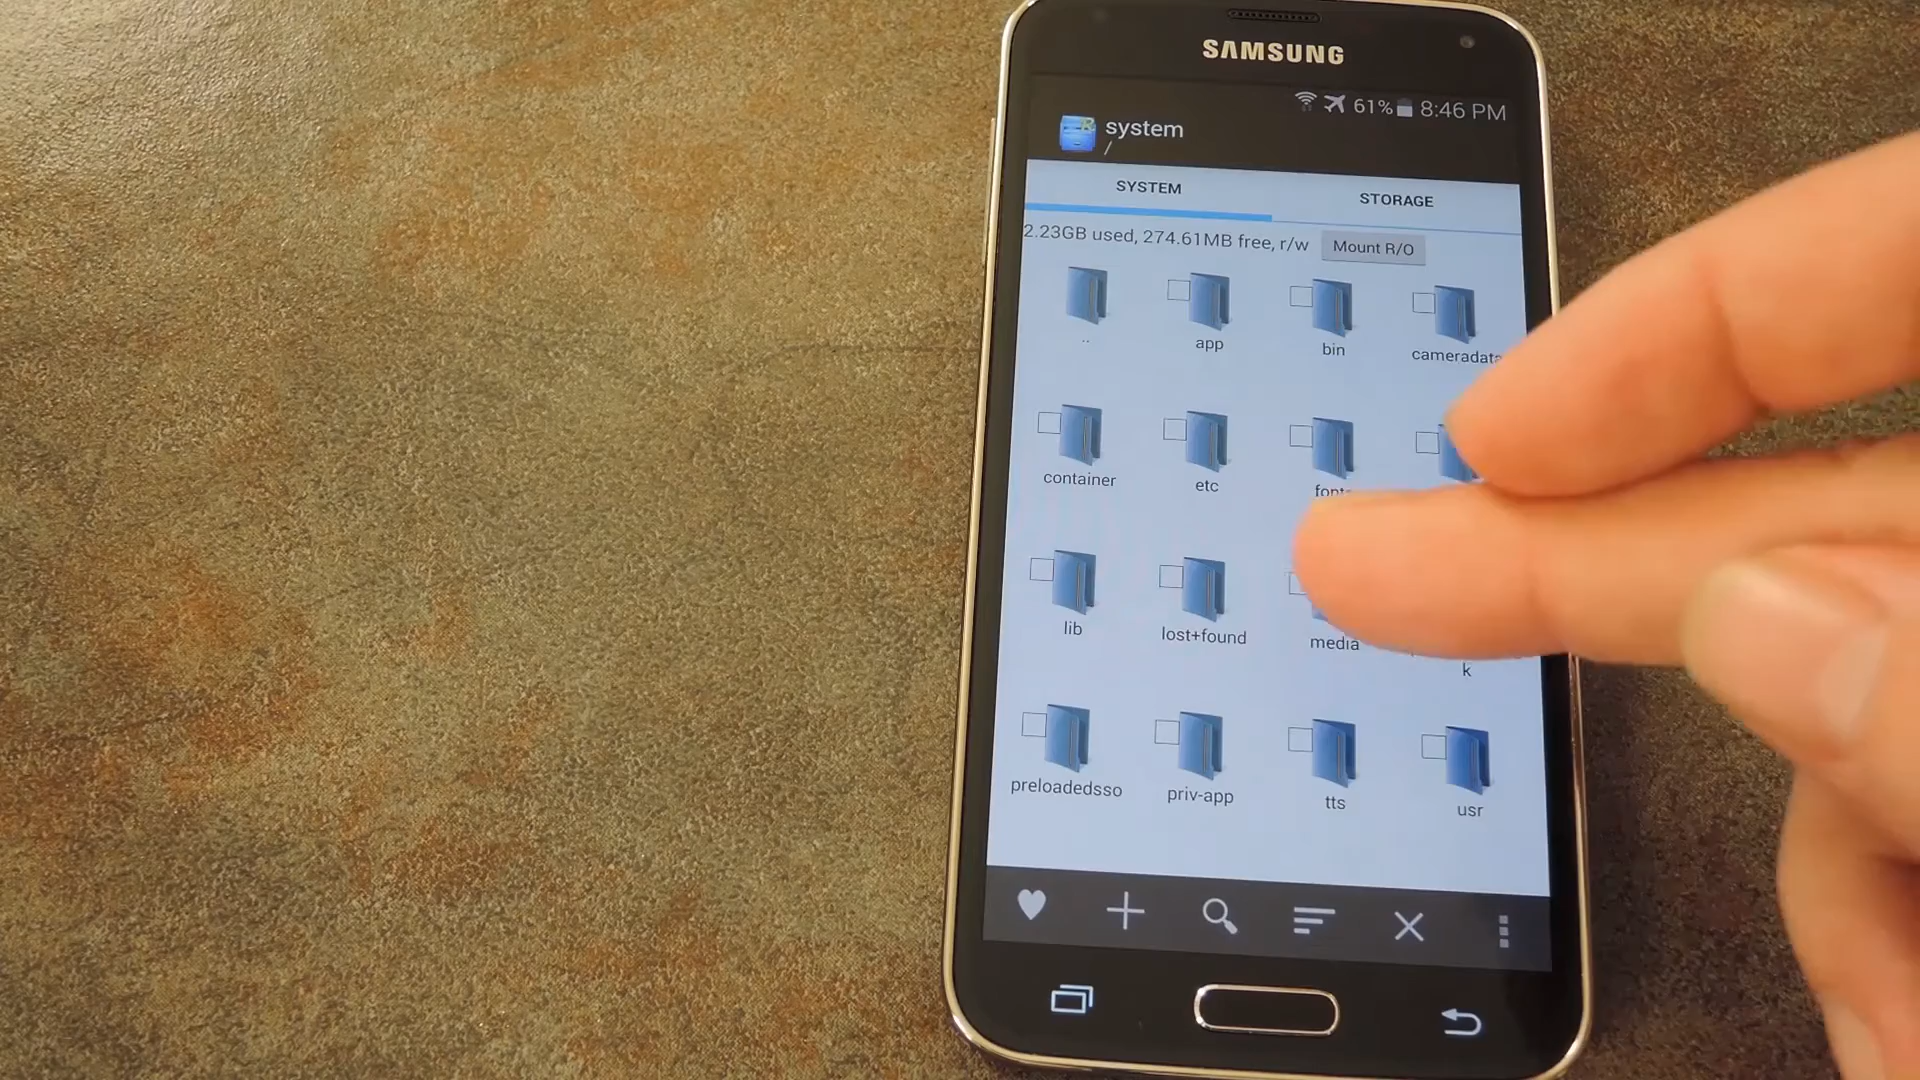 SAMSUNG
61% 8:46 PM
system
/
SYSTEM STORAGE
2.23GB used, 274.61MB free, r/w Mount R/O
.. app bin cameradata
container etc
lib lost+found media
k
preloadedsso priv-app tts usr